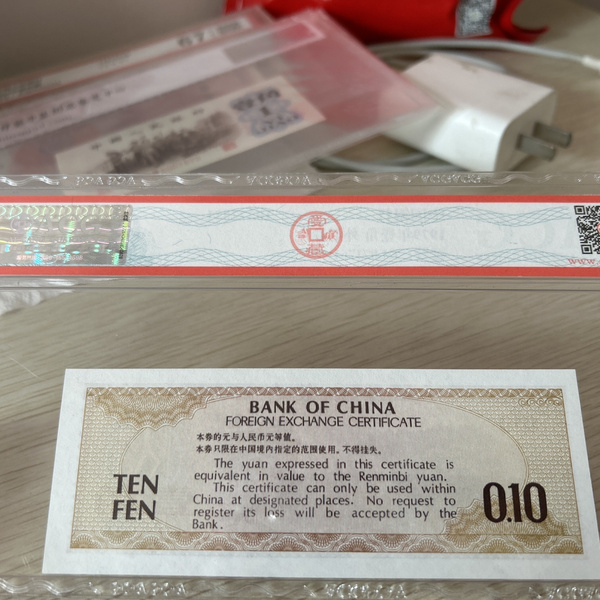 67
BANK OF CHINA
FOREIGN EXCHANGE CERTIFICATE
本券的元与人民币元等值。
本券只限在中国境内指定的范围使用。不得挂失。
The yuan expressed in this certificate is
equivalent in value to the Renminbi yuan.
This certificate can only be used within
China at designated places. No request to
register its loss will be accepted by the
Bank.
TEN
FEN
0.10